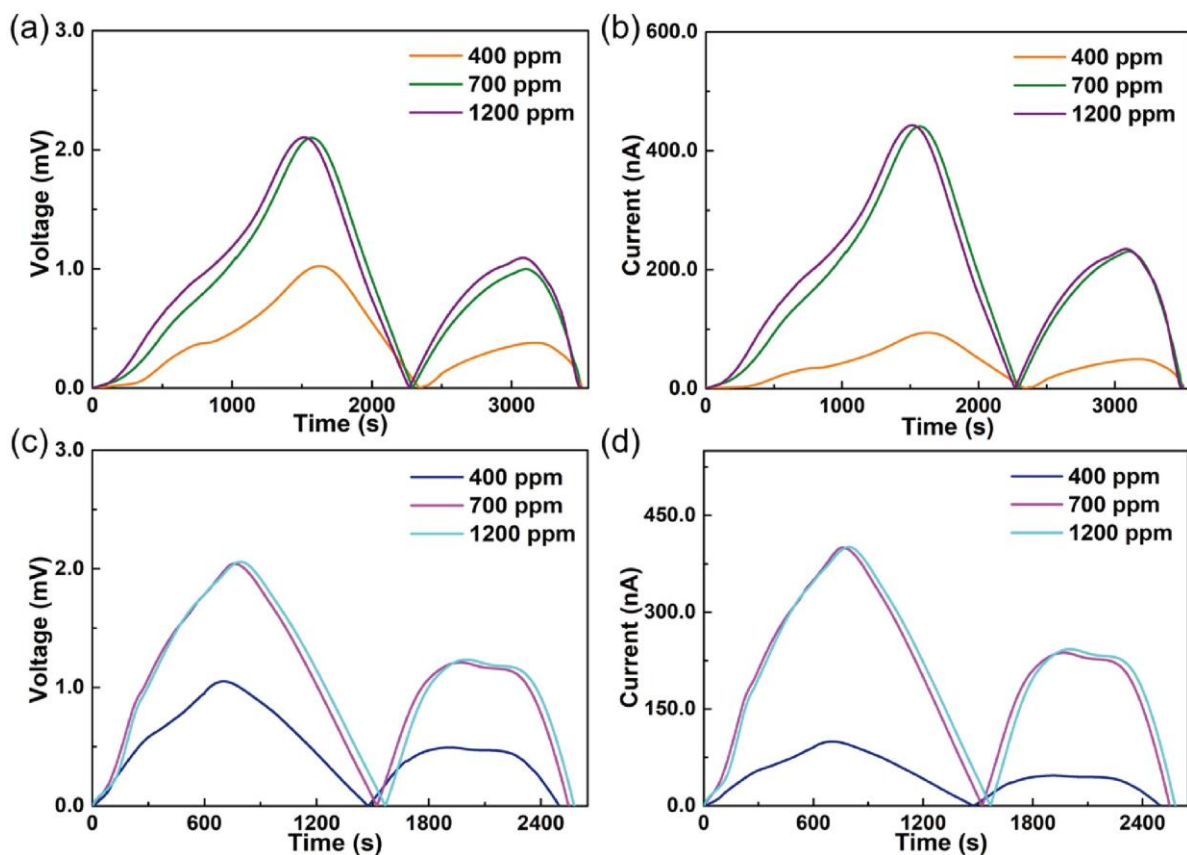 (a)
3.0
2.0
1.0
0.0
Voltage (mV)
400 ppm
700 ppm
1200 ppm
0
1000
2000
3000
Time (s)
(b)
600.0
400.0
200.0
0.0
Current (nA)
400 ppm
700 ppm
1200 ppm
0
1000
2000
3000
Time (s)
(c)
3.0
2.0
1.0
0.0
Voltage (mV)
400 ppm
700 ppm
1200 ppm
0
600
1200
1800
2400
Time (s)
(d)
450.0
300.0
150.0
0.0
Current (nA)
400 ppm
700 ppm
1200 ppm
0
600
1200
1800
2400
Time (s)